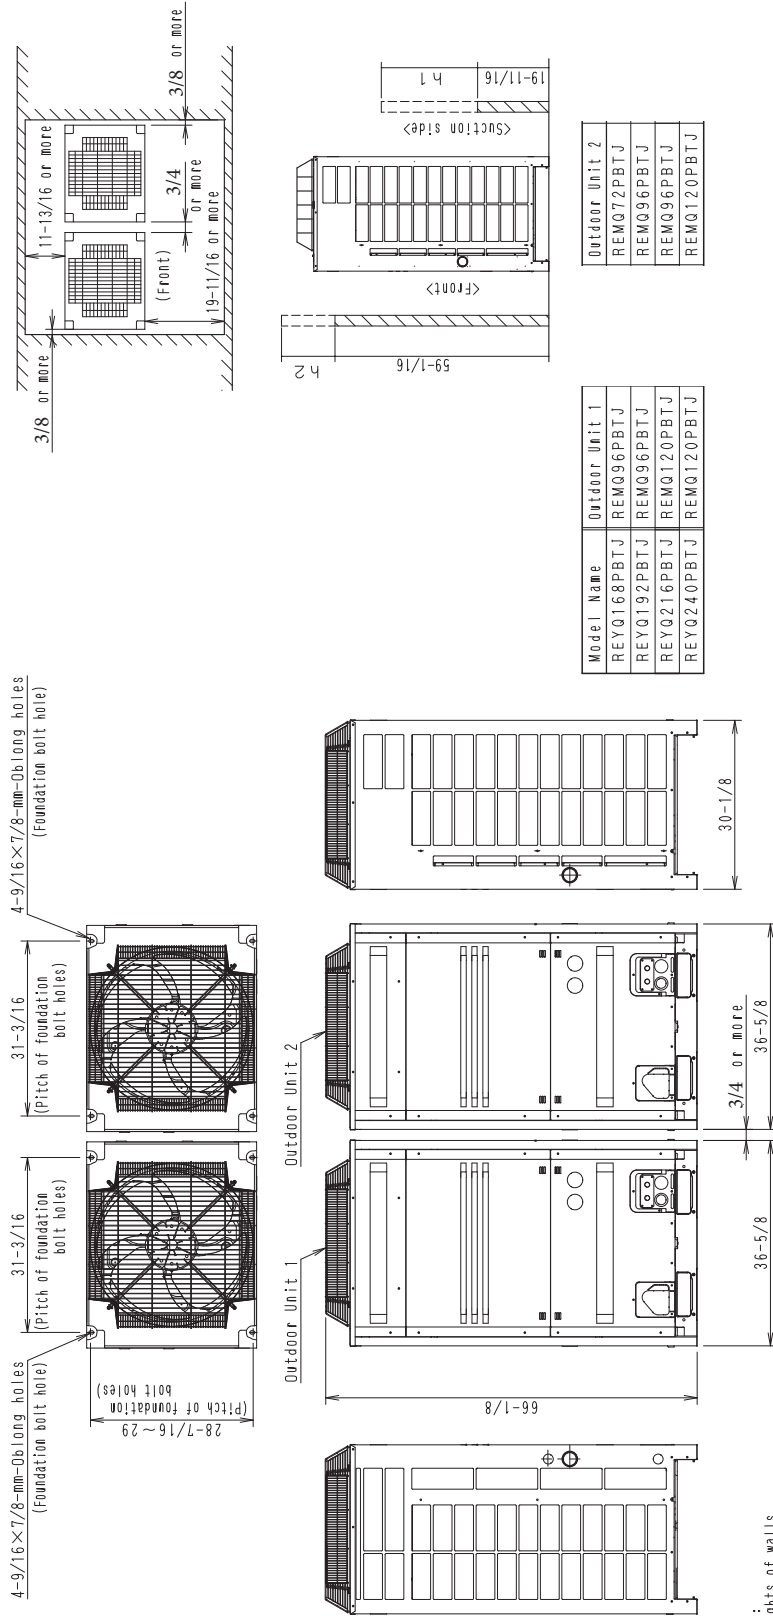 4-9/16×7/8-mm-Oblong holes
(Foundation bolt hole)
31-3/16
(Pitch of foundation
bolt holes)
31-3/16
(Pitch of foundation
bolt holes)
4-9/16×7/8-mm-Oblong holes
(Foundation bolt hole)
28-7/16~29
(Pitch of foundation
bolt holes)
Outdoor Unit 1
Outdoor Unit 2
66-1/8
36-5/8
3/4 or more
36-5/8
30-1/8
3/8 or more
11-13/16 or more
(Front)
3/4
or more
19-11/16 or more
3/8 or more
h2
59-1/16
<Front>
<Suction side>
h1
19-11/16
Model Name Outdoor Unit 1 Outdoor Unit 2
REYQ168PBTJ REMQ96PBTJ REMQ72PBTJ
REYQ192PBTJ REMQ96PBTJ REMQ96PBTJ
REYQ216PBTJ REMQ120PBTJ REMQ96PBTJ
REYQ240PBTJ REMQ120PBTJ REMQ120PBTJ
of walls